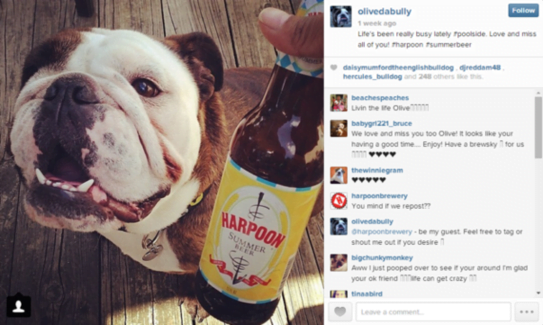 HARPOON
SUMMER
BEER
olivedabully
Follow
1 week ago
Life's been really busy lately #poolside. Love and miss
all of you! #harpoon #summerbeer
daisymumfordtheenglishbulldog , djreddam48 ,
hercules_bulldog and 248 others like this.
beachespeaches
Livin the life Olive
babygrl221_bruce
We love and miss you too Olive! It looks like your
having a good time... Enjoy! Have a brewsky for us
♥♥♥♥
thewinniegram
♥♥♥♥♥
harpoonbrewery
You mind if we repost??
olivedabully
@harpoonbrewery - be my guest. Feel free to tag or
shout me out if you desire
bigchunkymonkey
Aww I just pooped over to see if your around I'm glad
your ok friend life can get crazy
tinaabird
Leave a comment...